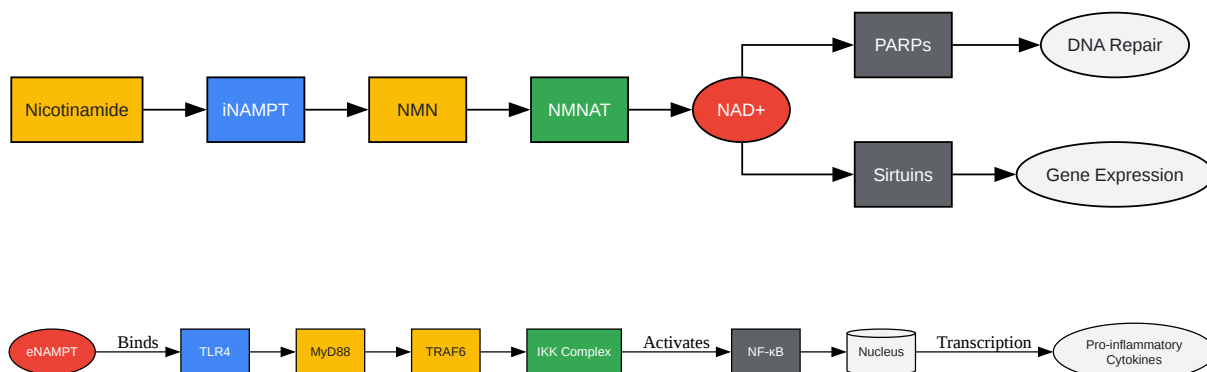 PARPs
DNA Repair
Nicotinamide
iNAMPT
NMN
NMNAT
NAD+
Sirtuins
Gene Expression
eNAMPT
Binds
TLR4
MyD88
TRAF6
IKK Complex
Activates
NF-κB
Nucleus
Transcription
Pro-inflammatory
Cytokines